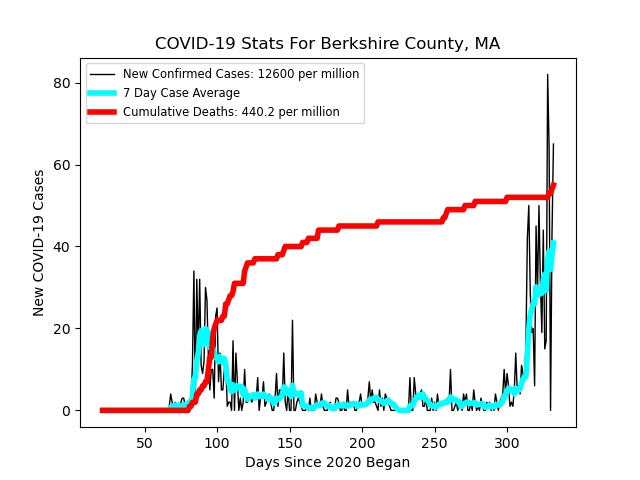 COVID-19 Stats For Berkshire County, MA
New Confirmed Cases: 12600 per million
7 Day Case Average
Cumulative Deaths: 440.2 per million
80
60
40
20
0
New COVID-19 Cases
50 100 150 200 250 300
Days Since 2020 Began